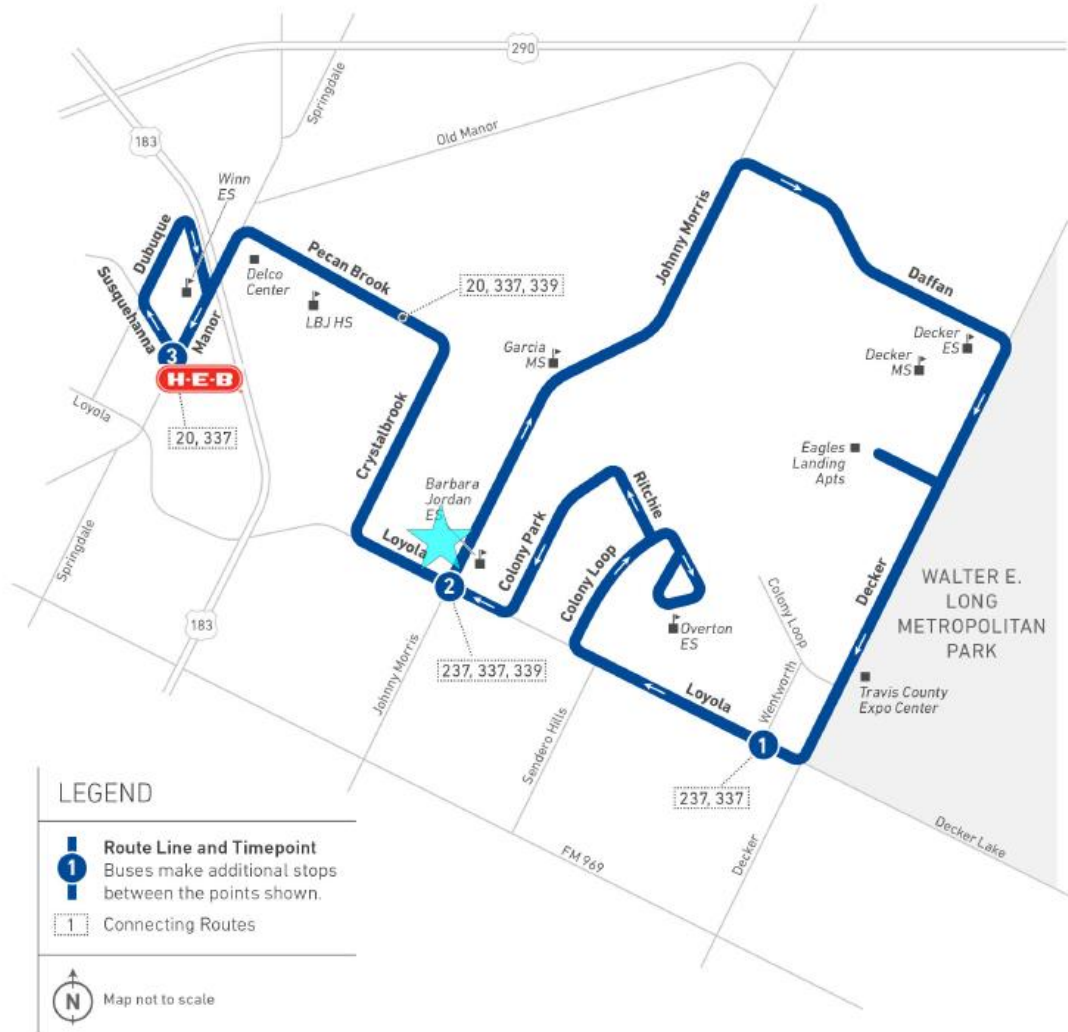 290
Springdale
183
Old Manor
Winn
ES
Dubuque
Susquehanna
Manor
Delco
Center
LBJ HS
Pecan Brook
20, 337, 339
Johnny Morris
Daffan
Decker
ES
Decker
MS
Garcia
MS
3
H-E-B
Loyola
20, 337
Crystalbrook
Eagles
Landing
Apts
Barbara
Jordan
ES
Ritchie
Colony Park
Colony Loop
Loyola
2
Springdale
183
237, 337, 339
Johnny Morris
Overton
ES
Colony Loop
Decker
WALTER E.
LONG
METROPOLITAN
PARK
Travis County
Expo Center
Wentworth
Loyola
1
Sendero Hills
237, 337
Decker
Decker Lake
FM 969
LEGEND
1
Route Line and Timepoint
Buses make additional stops
between the points shown.
1 Connecting Routes
N Map not to scale